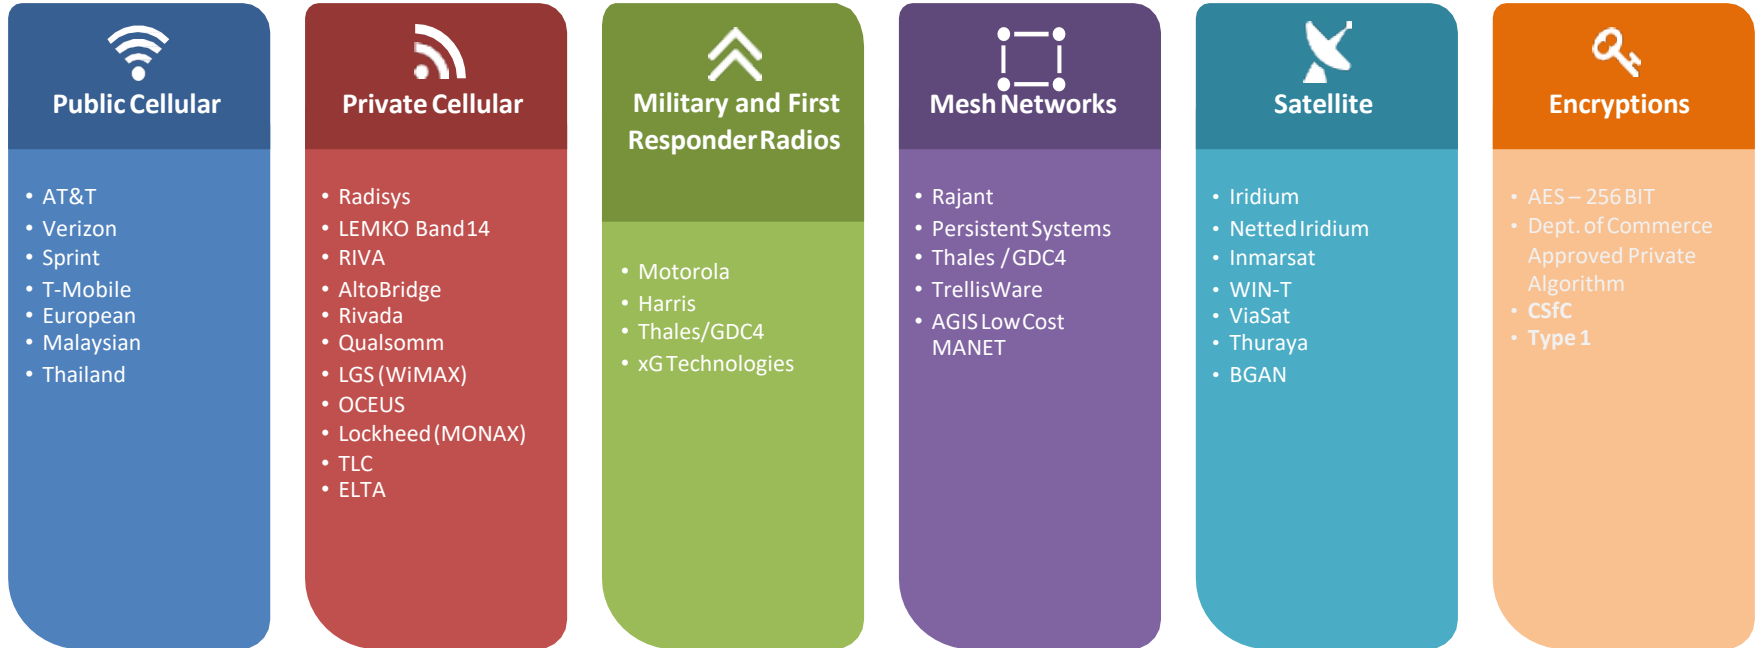 Public Cellular
• AT&T
• Verizon
• Sprint
• T-Mobile
• European
• Malaysian
• Thailand
Private Cellular
• Radisys
• LEMKO Band14
• RIVA
• AltoBridge
• Rivada
• Qualsomm
• LGS (WiMAX)
• OCEUS
• Lockheed (MONAX)
• TLC
• ELTA
Military and First
Responder Radios
• Motorola
• Harris
• Thales/GDC4
• xG Technologies
Mesh Networks
• Rajant
• Persistent Systems
• Thales / GDC4
• TrellisWare
• AGIS Low Cost
MANET
Satellite
• Iridium
• Netted Iridium
• Inmarsat
• WIN-T
• ViaSat
• Thuraya
• BGAN
Encryptions
• AES – 256 BIT
• Dept. of Commerce
Approved Private
Algorithm
• CSfC
• Type 1